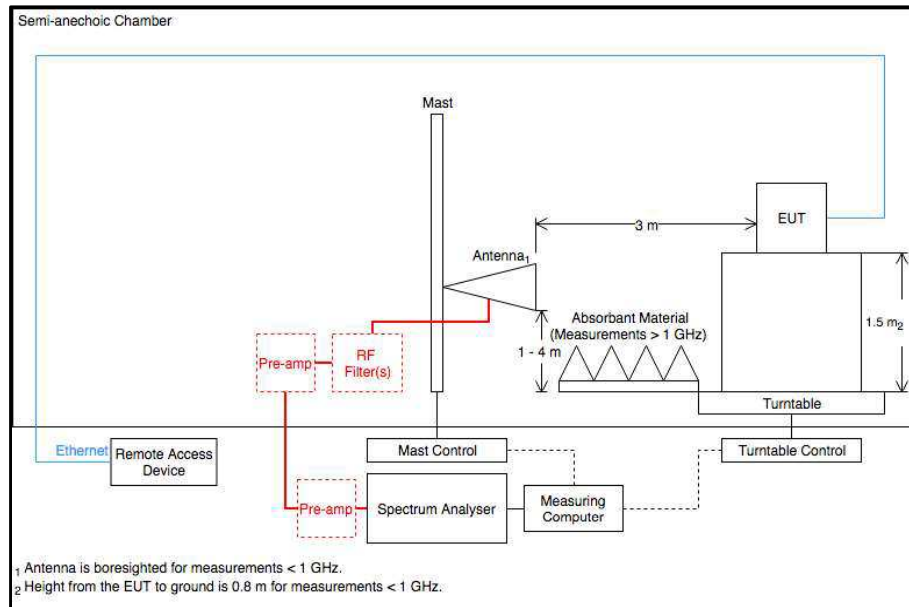 Semi-anechoic Chamber
Mast
EUT
3 m
Antenna1
Absorbant Material
(Measurements > 1 GHz)
1.5 m2
1 - 4 m
Pre-amp
RF
Filter(s)
Turntable
Ethernet
Remote Access
Device
Mast Control
Turntable Control
Pre-amp
Spectrum Analyser
Measuring
Computer
1 Antenna is boresighted for measurements < 1 GHz.
2 Height from the EUT to ground is 0.8 m for measurements < 1 GHz.